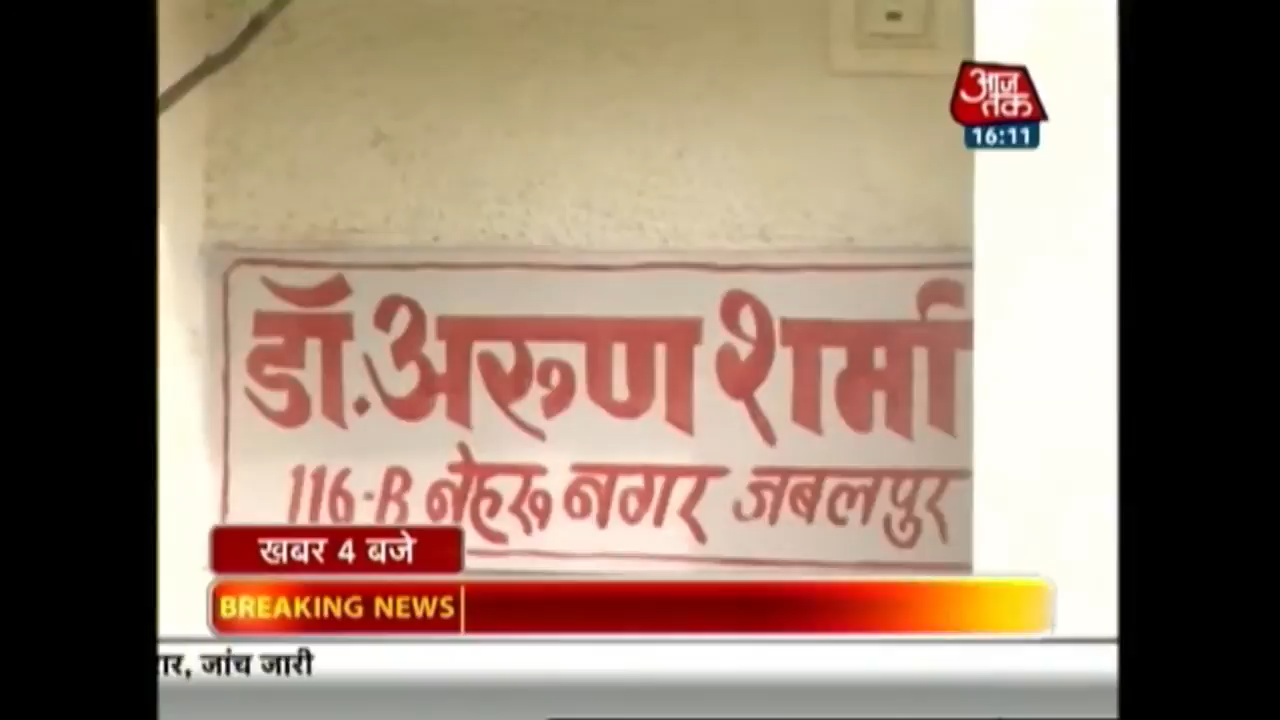 आज
तक
16:11
डॉ. अरुण शर्मा
116-B नेहरू नगर जबलपुर
खबर 4 बजे
BREAKING NEWS
जांच जारी